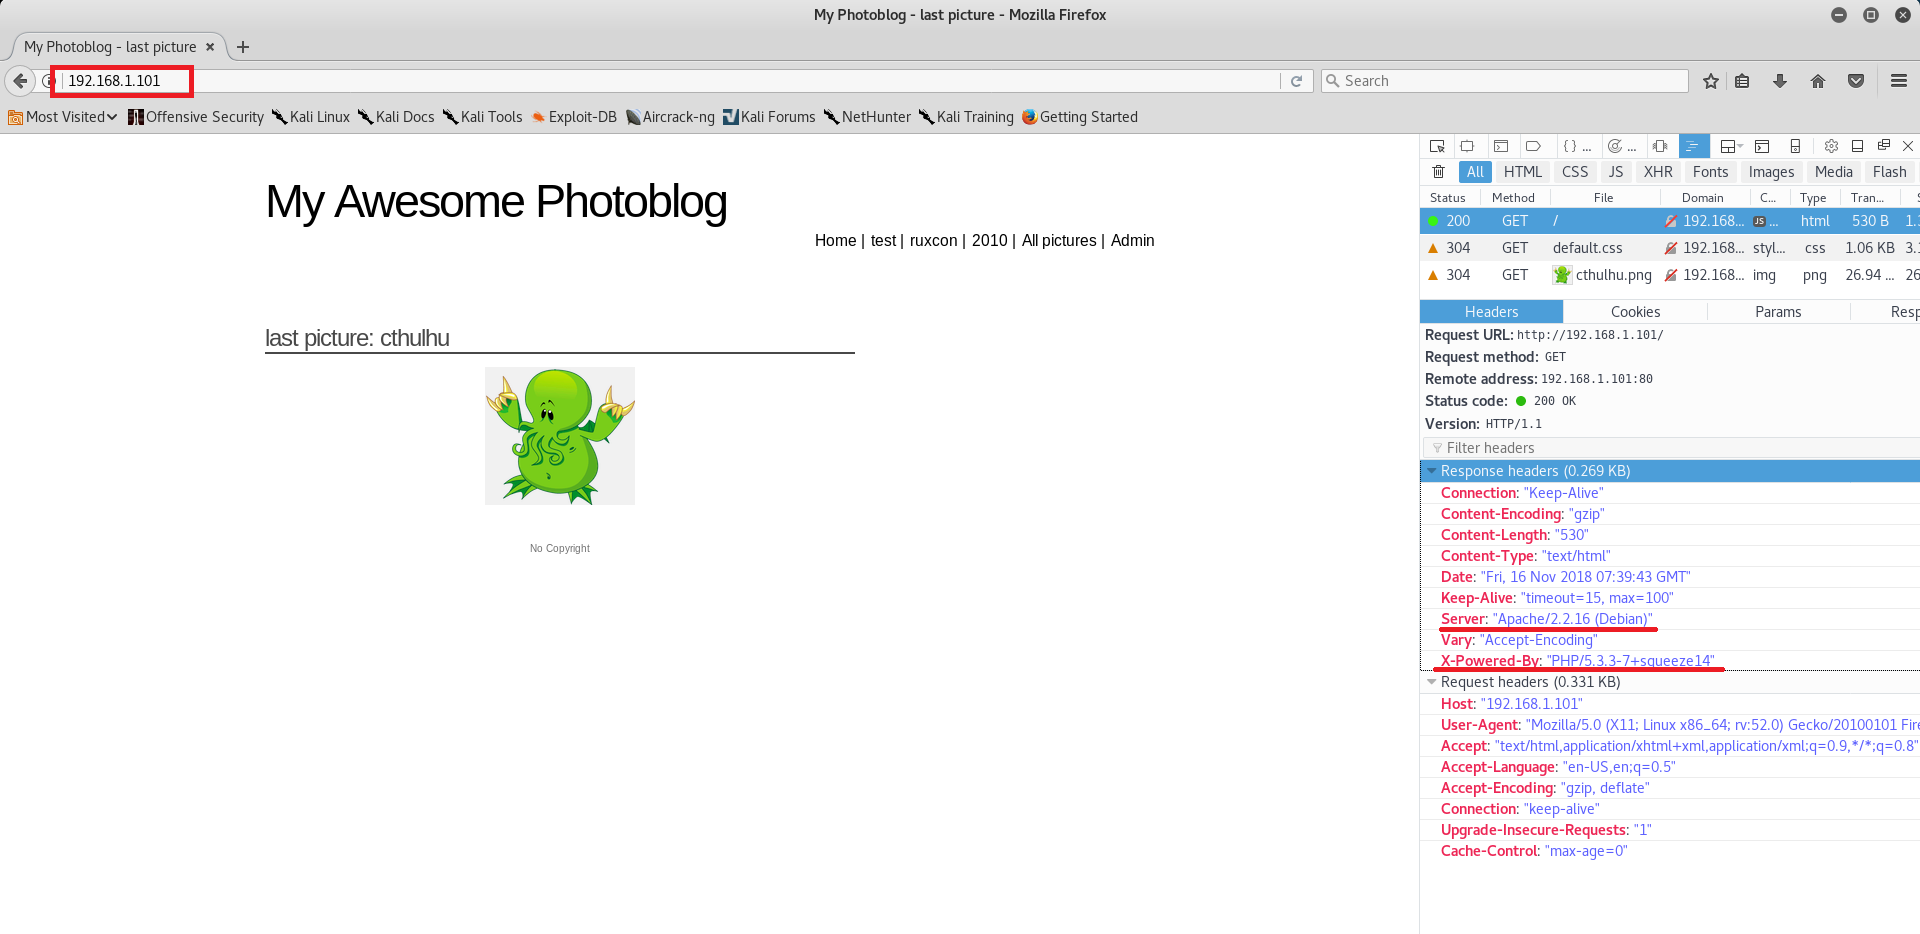 My Photoblog - last picture - Mozilla Firefox
My Photoblog - last picture
192.168.1.101
Search
Most Visited Offensive Security Kali Linux Kali Docs Kali Tools Exploit-DB Aircrack-ng Kali Forums NetHunter Kali Training Getting Started
My Awesome Photoblog
Home | test | ruxcon | 2010 | All pictures | Admin
last picture: cthulhu
No Copyright
{ } ... ...
All HTML CSS JS XHR Fonts Images Media Flash
Status Method File Domain C... Type Tran...
200 GET / 192.168... JS ... html 530 B 1.1
304 GET default.css 192.168... styl... css 1.06 KB 3.1
304 GET cthulhu.png 192.168... img png 26.94 ... 26
Headers Cookies Params Resp
Request URL: http://192.168.1.101/
Request method: GET
Remote address: 192.168.1.101:80
Status code: 200 OK
Version: HTTP/1.1
Filter headers
Response headers (0.269 KB)
Connection: "Keep-Alive"
Content-Encoding: "gzip"
Content-Length: "530"
Content-Type: "text/html"
Date: "Fri, 16 Nov 2018 07:39:43 GMT"
Keep-Alive: "timeout=15, max=100"
Server: "Apache/2.2.16 (Debian)"
Vary: "Accept-Encoding"
X-Powered-By: "PHP/5.3.3-7+squeeze14"
Request headers (0.331 KB)
Host: "192.168.1.101"
User-Agent: "Mozilla/5.0 (X11; Linux x86_64; rv:52.0) Gecko/20100101 Fire
Accept: "text/html,application/xhtml+xml,application/xml;q=0.9,*/*;q=0.8"
Accept-Language: "en-US,en;q=0.5"
Accept-Encoding: "gzip, deflate"
Connection: "keep-alive"
Upgrade-Insecure-Requests: "1"
Cache-Control: "max-age=0"